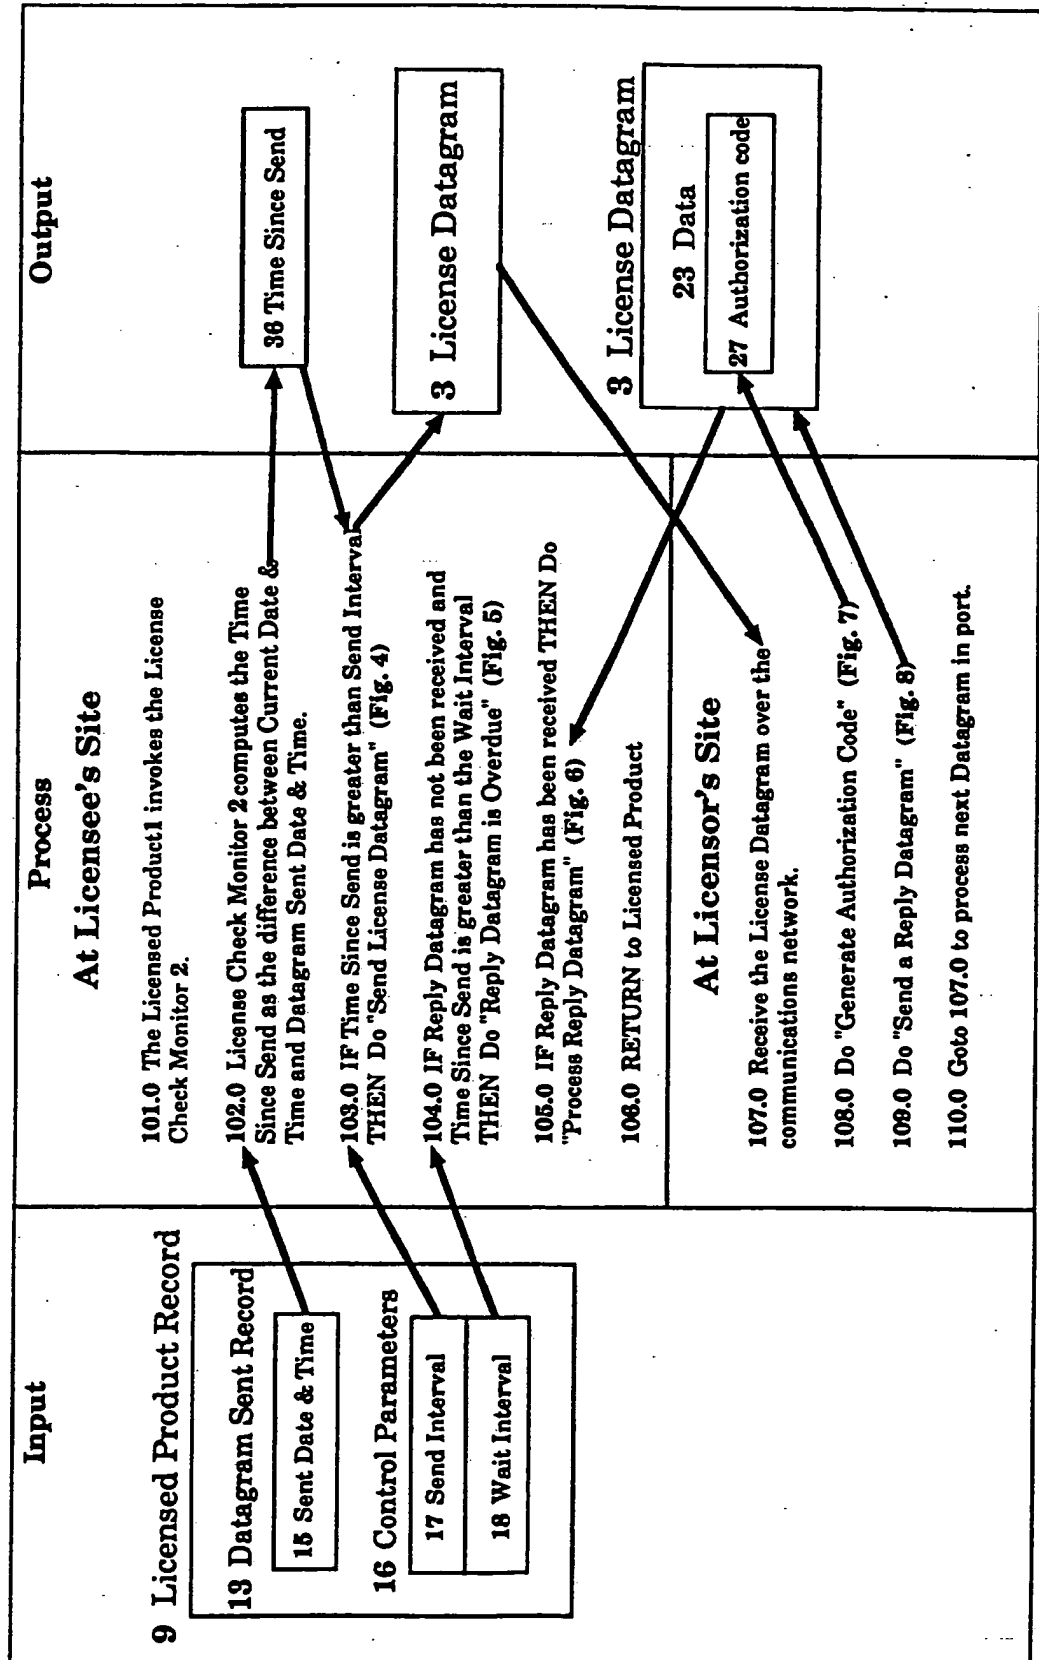 Input
9 Licensed Product Record
13 Datagram Sent Record
15 Sent Date & Time
16 Control Parameters
17 Send Interval
18 Wait Interval
Process
At Licensee's Site
101.0 The Licensed Product1 invokes the License
Check Monitor 2.
102.0 License Check Monitor 2 computes the Time
Since Send as the difference between Current Date &
Time and Datagram Sent Date & Time.
103.0 IF Time Since Send is greater than Send Interval
THEN Do "Send License Datagram" (Fig. 4)
104.0 IF Reply Datagram has not been received and
Time Since Send is greater than the Wait Interval
THEN Do "Reply Datagram is Overdue" (Fig. 5)
105.0 IF Reply Datagram has been received THEN Do
"Process Reply Datagram" (Fig. 6)
106.0 RETURN to Licensed Product
At Licensor's Site
107.0 Receive the License Datagram over the
communications network.
108.0 Do "Generate Authorization Code" (Fig. 7)
109.0 Do "Send a Reply Datagram" (Fig. 8)
110.0 Goto 107.0 to process next Datagram in port.
Output
36 Time Since Send
3 License Datagram
3 License Datagram
23 Data
27 Authorization code